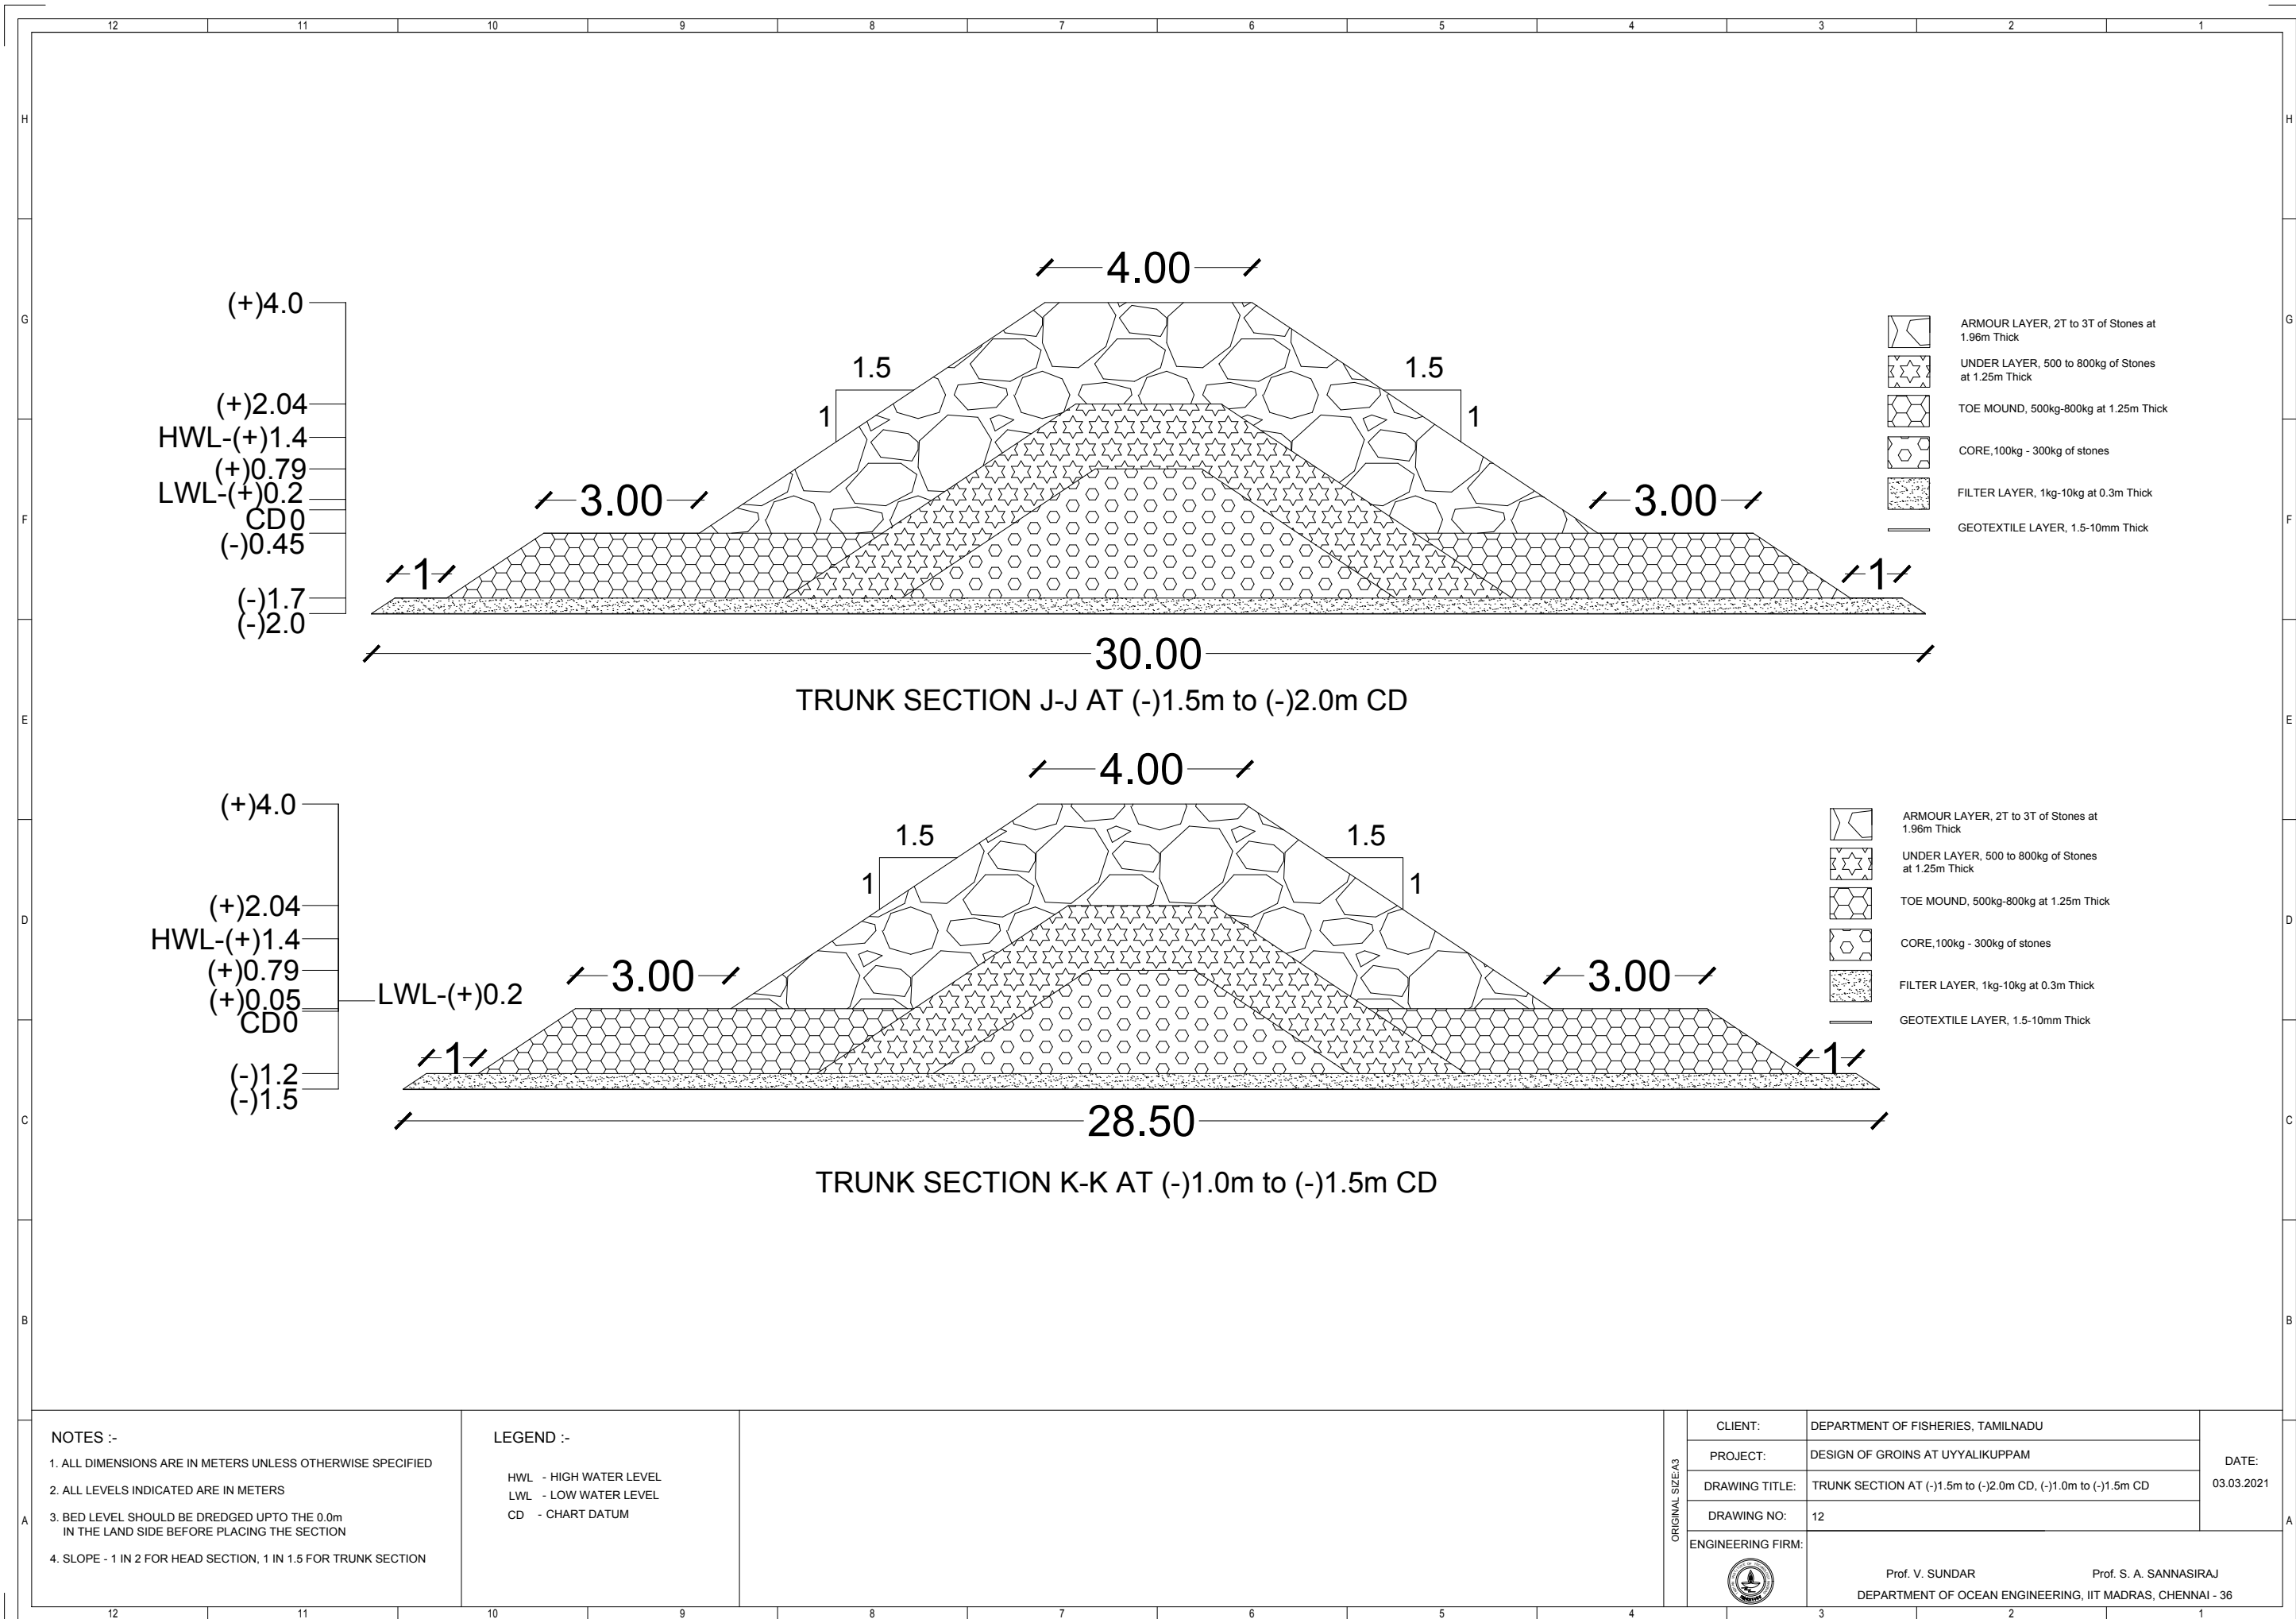 12 11 10 9 8 7 6 5 4 3 2 1
H H
4.00
(+)4.0
G G
ARMOUR LAYER, 2T to 3T of Stones at
1.96m Thick
1.5 1.5
UNDER LAYER, 500 to 800kg of Stones
at 1.25m Thick
(+)2.04
1 1
TOE MOUND, 500kg-800kg at 1.25m Thick
HWL-(+)1.4
CORE,100kg - 300kg of stones
(+)0.79
LWL-(+)0.2
3.00 3.00
FILTER LAYER, 1kg-10kg at 0.3m Thick
F F
CD0
GEOTEXTILE LAYER, 1.5-10mm Thick
(-)0.45
1 1
(-)1.7
(-)2.0
30.00
TRUNK SECTION J-J AT (-)1.5m to (-)2.0m CD
E E
4.00
(+)4.0
ARMOUR LAYER, 2T to 3T of Stones at
1.96m Thick
1.5 1.5
UNDER LAYER, 500 to 800kg of Stones
at 1.25m Thick
1 1
(+)2.04
TOE MOUND, 500kg-800kg at 1.25m Thick
D D
HWL-(+)1.4
CORE,100kg - 300kg of stones
(+)0.79
3.00 3.00
FILTER LAYER, 1kg-10kg at 0.3m Thick
(+)0.05
LWL-(+)0.2
CD0
GEOTEXTILE LAYER, 1.5-10mm Thick
1 1
(-)1.2
(-)1.5
C C
28.50
TRUNK SECTION K-K AT (-)1.0m to (-)1.5m CD
B B
NOTES :-
1. ALL DIMENSIONS ARE IN METERS UNLESS OTHERWISE SPECIFIED
2. ALL LEVELS INDICATED ARE IN METERS
3. BED LEVEL SHOULD BE DREDGED UPTO THE 0.0m
IN THE LAND SIDE BEFORE PLACING THE SECTION
4. SLOPE - 1 IN 2 FOR HEAD SECTION, 1 IN 1.5 FOR TRUNK SECTION
LEGEND :-
HWL - HIGH WATER LEVEL
LWL - LOW WATER LEVEL
CD - CHART DATUM
ORIGINAL SIZE:A3
CLIENT: DEPARTMENT OF FISHERIES, TAMILNADU
PROJECT: DESIGN OF GROINS AT UYYALIKUPPAM
DRAWING TITLE: TRUNK SECTION AT (-)1.5m to (-)2.0m CD, (-)1.0m to (-)1.5m CD
DRAWING NO: 12
DATE:
03.03.2021
ENGINEERING FIRM:
Prof. V. SUNDAR Prof. S. A. SANNASIRAJ
DEPARTMENT OF OCEAN ENGINEERING, IIT MADRAS, CHENNAI - 36
A A
12 11 10 9 8 7 6 5 4 3 2 1